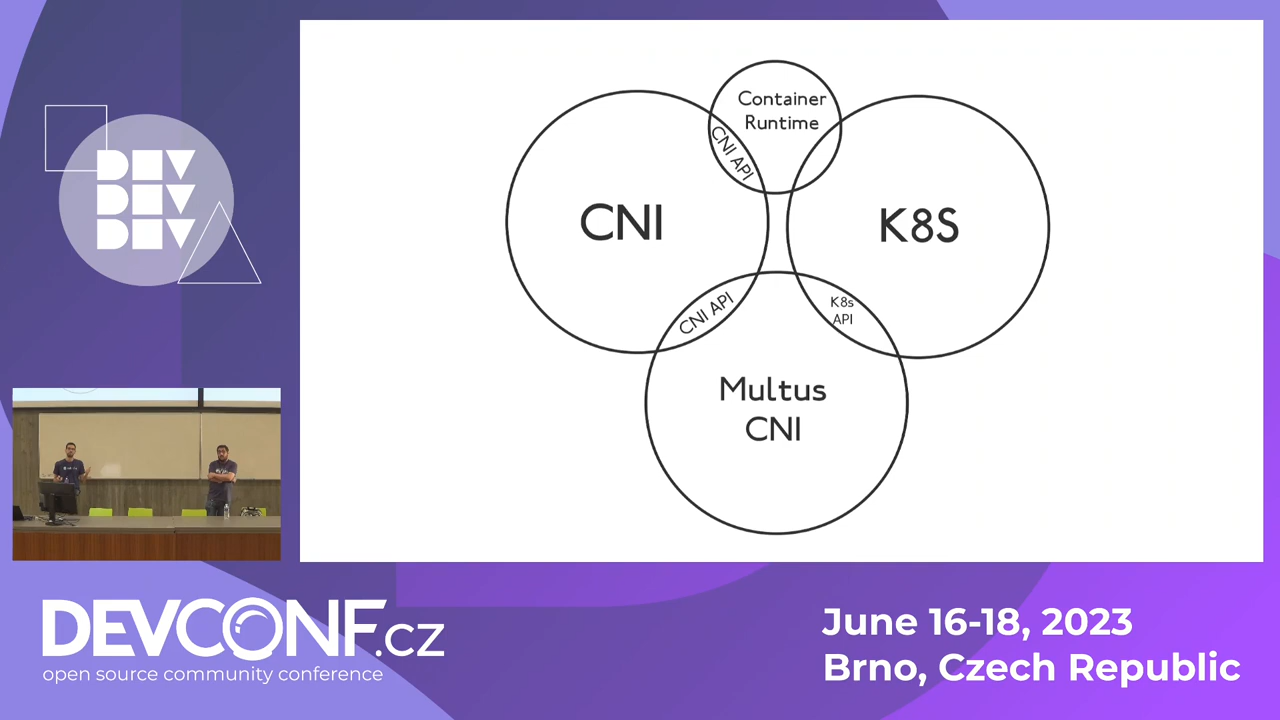 DEV
DEV
DEV
Container
Runtime
CNI API
CNI
K8S
CNI API
K8s
API
Multus
CNI
DEVCONF.cz
open source community conference
June 16-18, 2023
Brno, Czech Republic